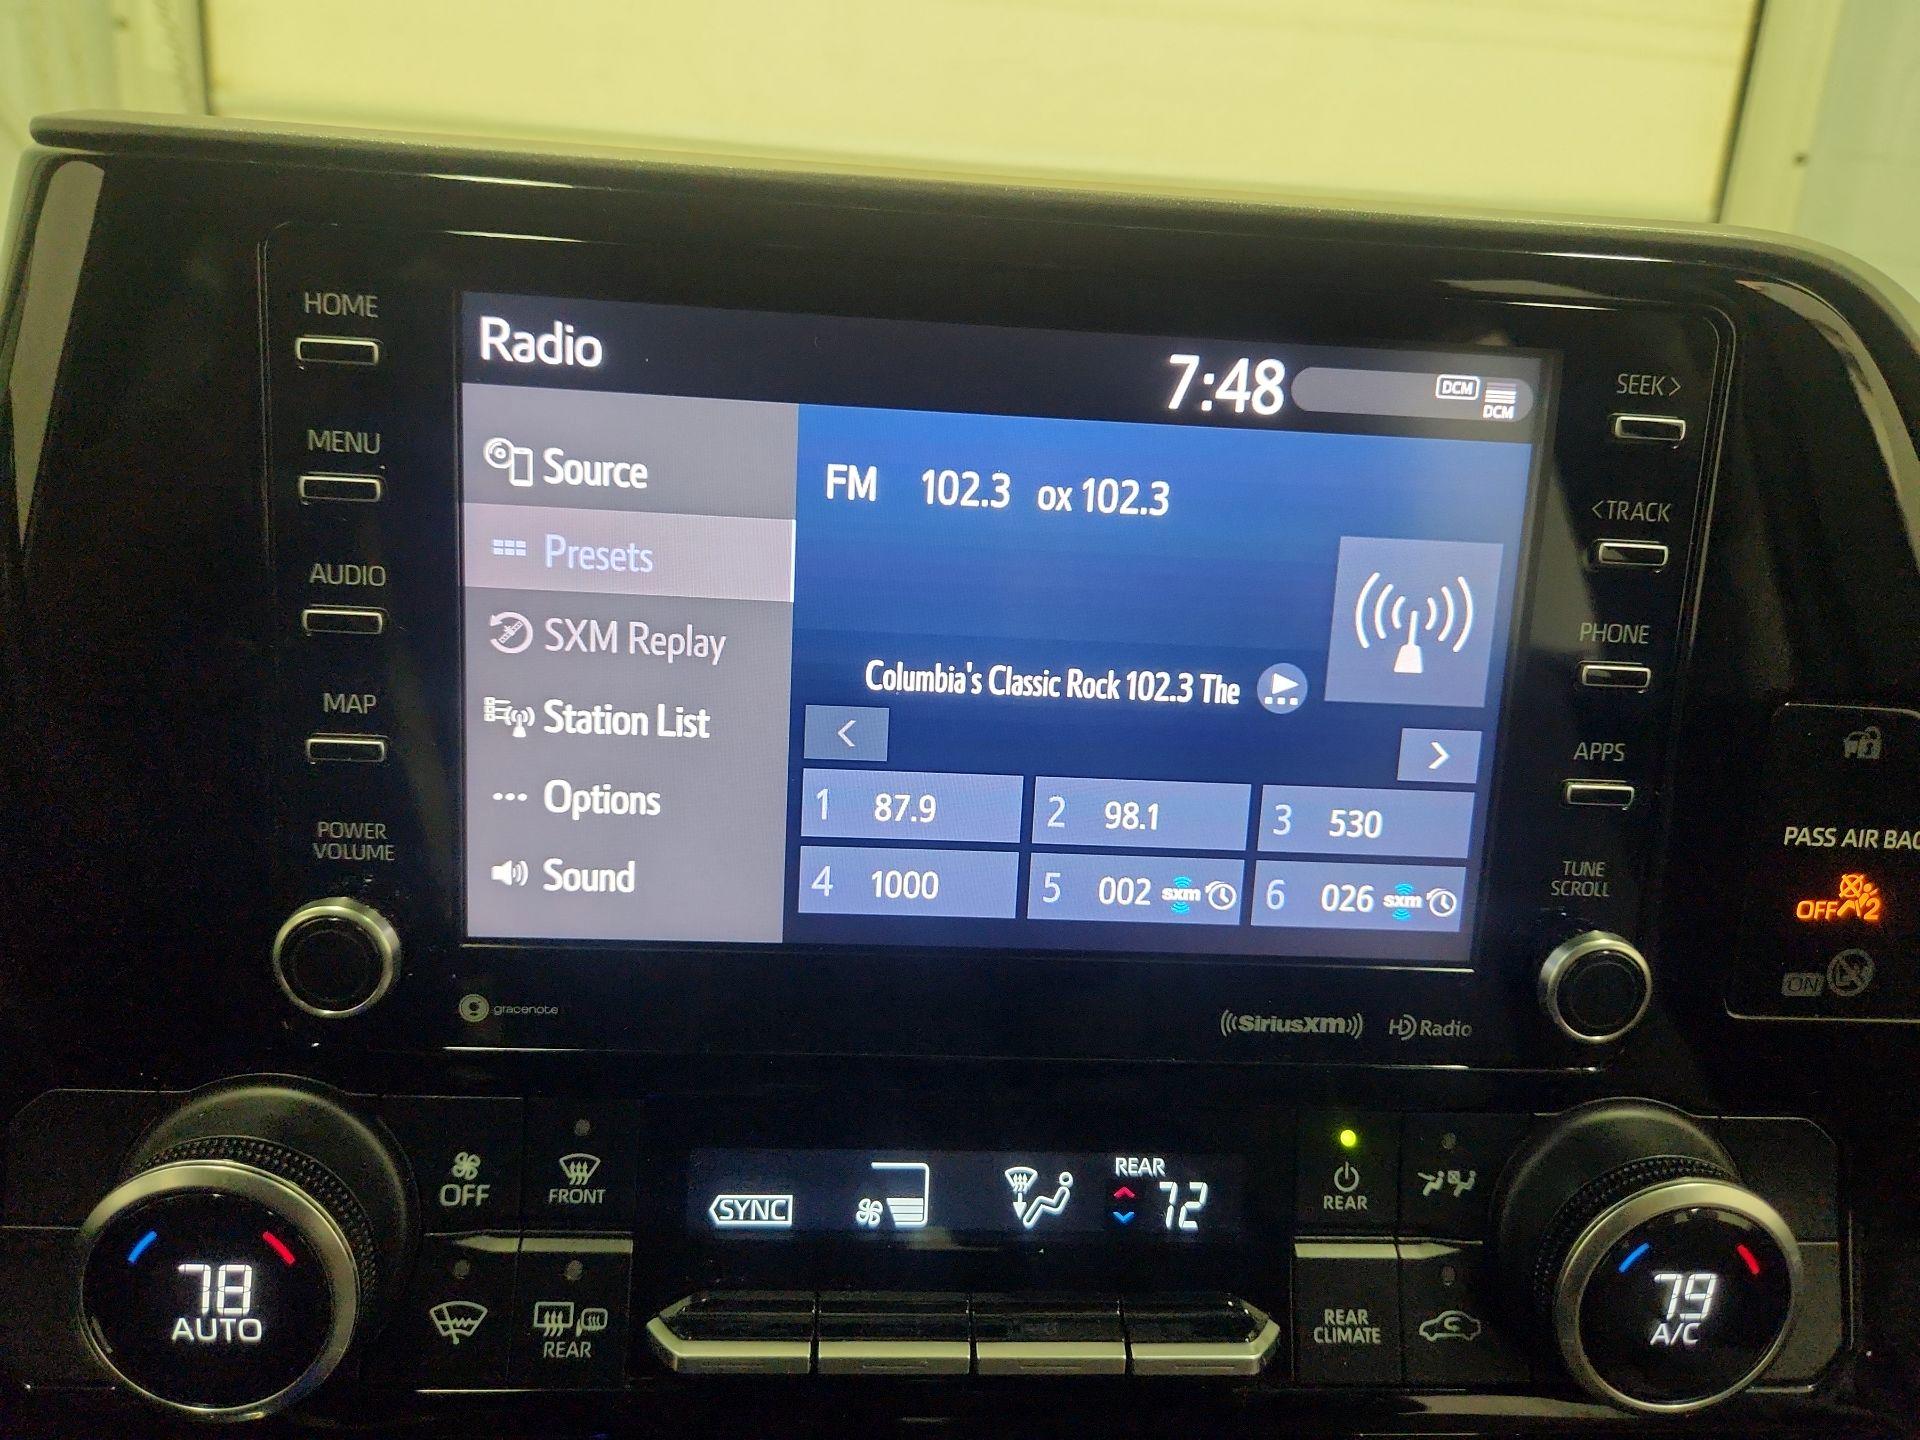 HOME
Radio
7:48
DCM
DCM
SEEK>
MENU
Source
FM 102.3 ox 102.3
<TRACK
Presets
AUDIO
SXM Replay
Columbia's Classic Rock 102.3 The
PHONE
MAP
Station List
<
>
APPS
Options
1 87.9
2 98.1
3 530
POWER
VOLUME
Sound
4 1000
5 002 sxm
6 026 sxm
TUNE
SCROLL
PASS AIR BAG
OFF 2
ON
gracenote
((SiriusXM))
HD Radio
OFF
FRONT
SYNC
REAR
72
REAR
78
AUTO
REAR
REAR
CLIMATE
79
A/C